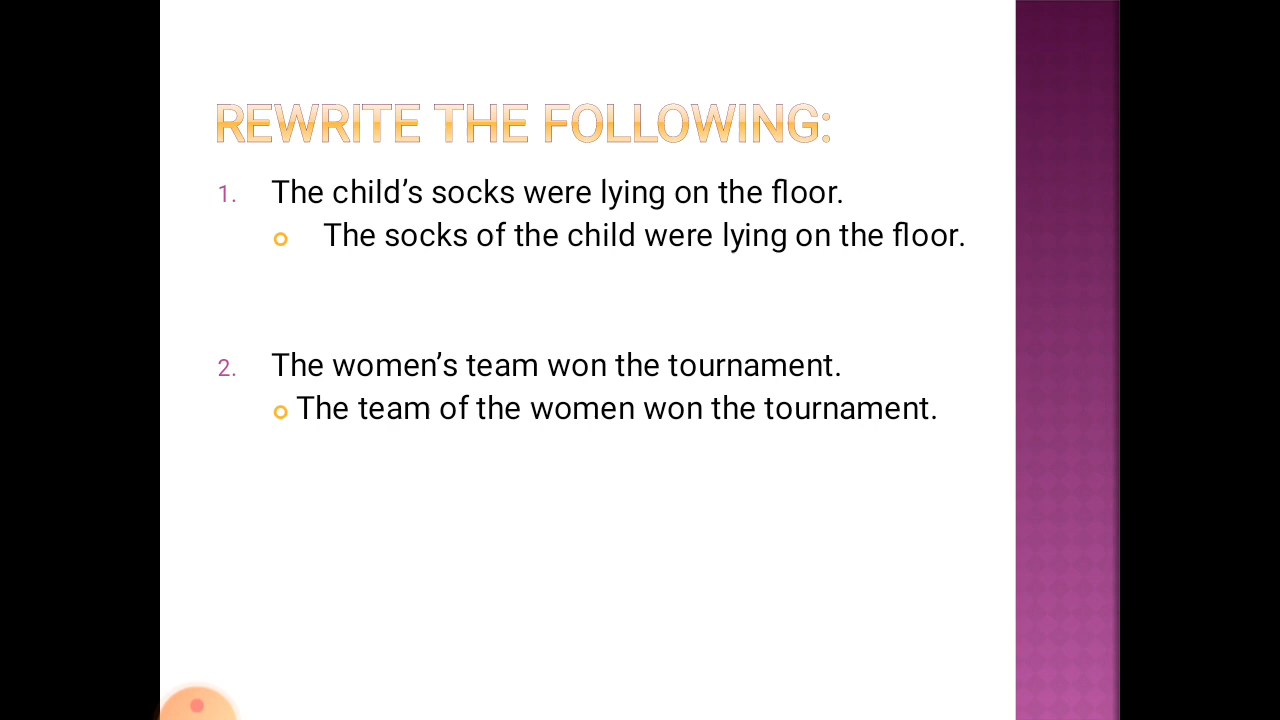 REWRITE THE FOLLOWING:
1. The child’s socks were lying on the floor.
The socks of the child were lying on the floor.
2. The women’s team won the tournament.
The team of the women won the tournament.